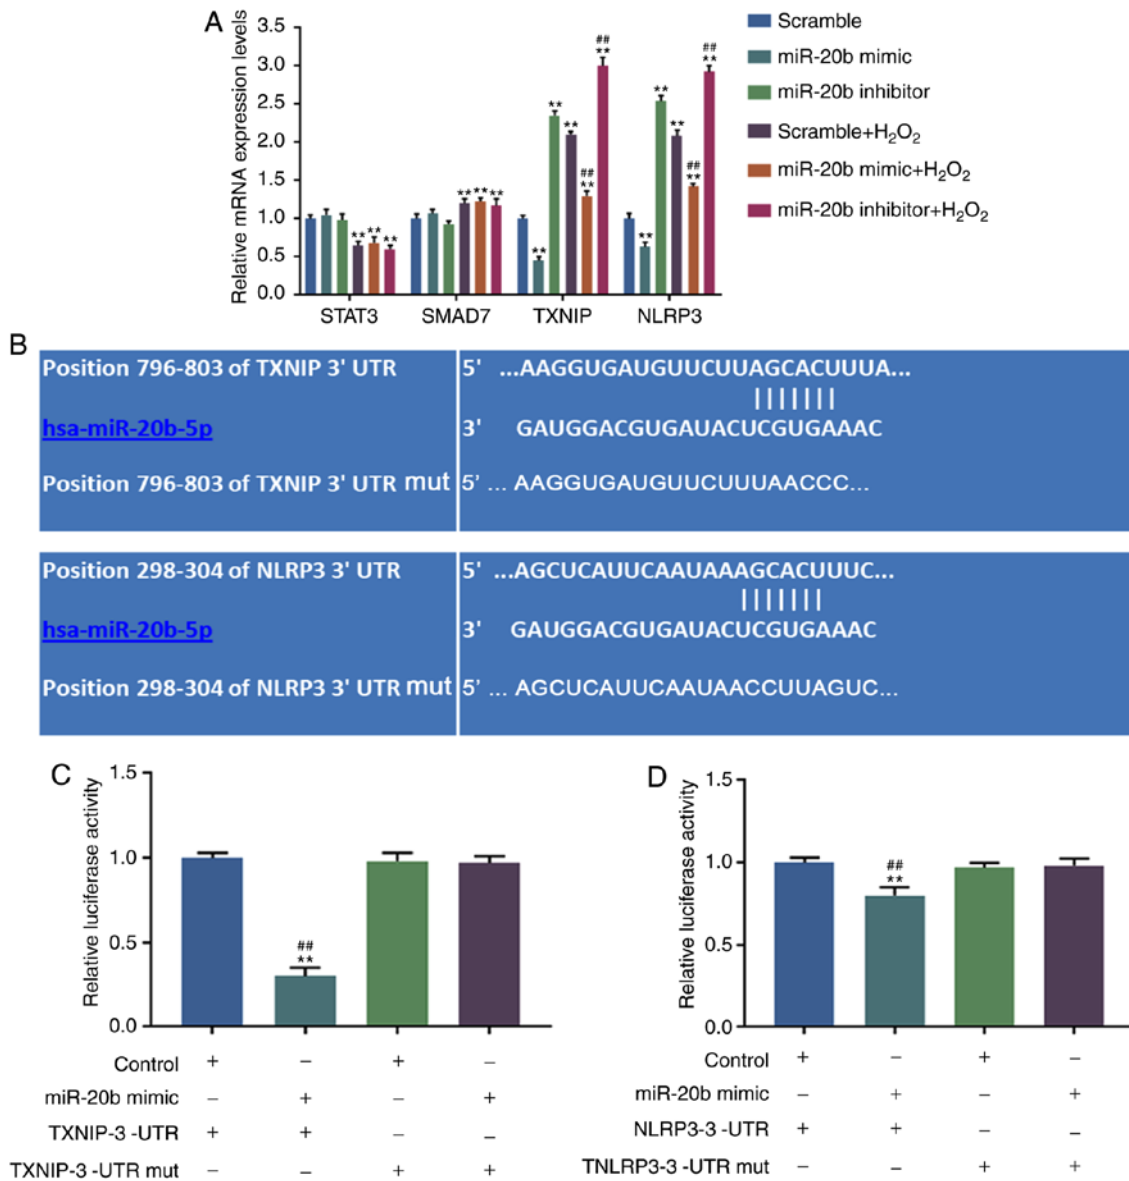 A
Relative mRNA expression levels
3.5
3.0
2.5
2.0
1.5
1.0
0.5
0.0
** ** **
** ** **
** ** ** ## ** ## **
** ** ** ## ** ## **
STAT3 SMAD7 TXNIP NLRP3
Scramble
miR-20b mimic
miR-20b inhibitor
Scramble+H₂O₂
miR-20b mimic+H₂O₂
miR-20b inhibitor+H₂O₂
B
Position 796-803 of TXNIP 3' UTR 5' ...AAGGUGAUGUUCUUAGCACUUUA...
hsa-miR-20b-5p 3' GAUGGACGUGAUACUCGUGAAAC
Position 796-803 of TXNIP 3' UTR mut 5' ... AAGGUGAUGUUCUUUAACCC...
Position 298-304 of NLRP3 3' UTR 5' ...AGCUCAUUCAAUAAAGCACUUUC...
hsa-miR-20b-5p 3' GAUGGACGUGAUACUCGUGAAAC
Position 298-304 of NLRP3 3' UTR mut 5' ... AGCUCAUUCAAUAACCUUAGUC...
C
Relative luciferase activity
1.5
1.0
0.5
0.0
##
**
Control + – + –
miR-20b mimic – + – +
TXNIP-3 -UTR + + – –
TXNIP-3 -UTR mut – – + +
D
Relative luciferase activity
1.5
1.0
0.5
0.0
##
**
Control + – + –
miR-20b mimic – + – +
NLRP3-3 -UTR + + – –
TNLRP3-3 -UTR mut – – + +